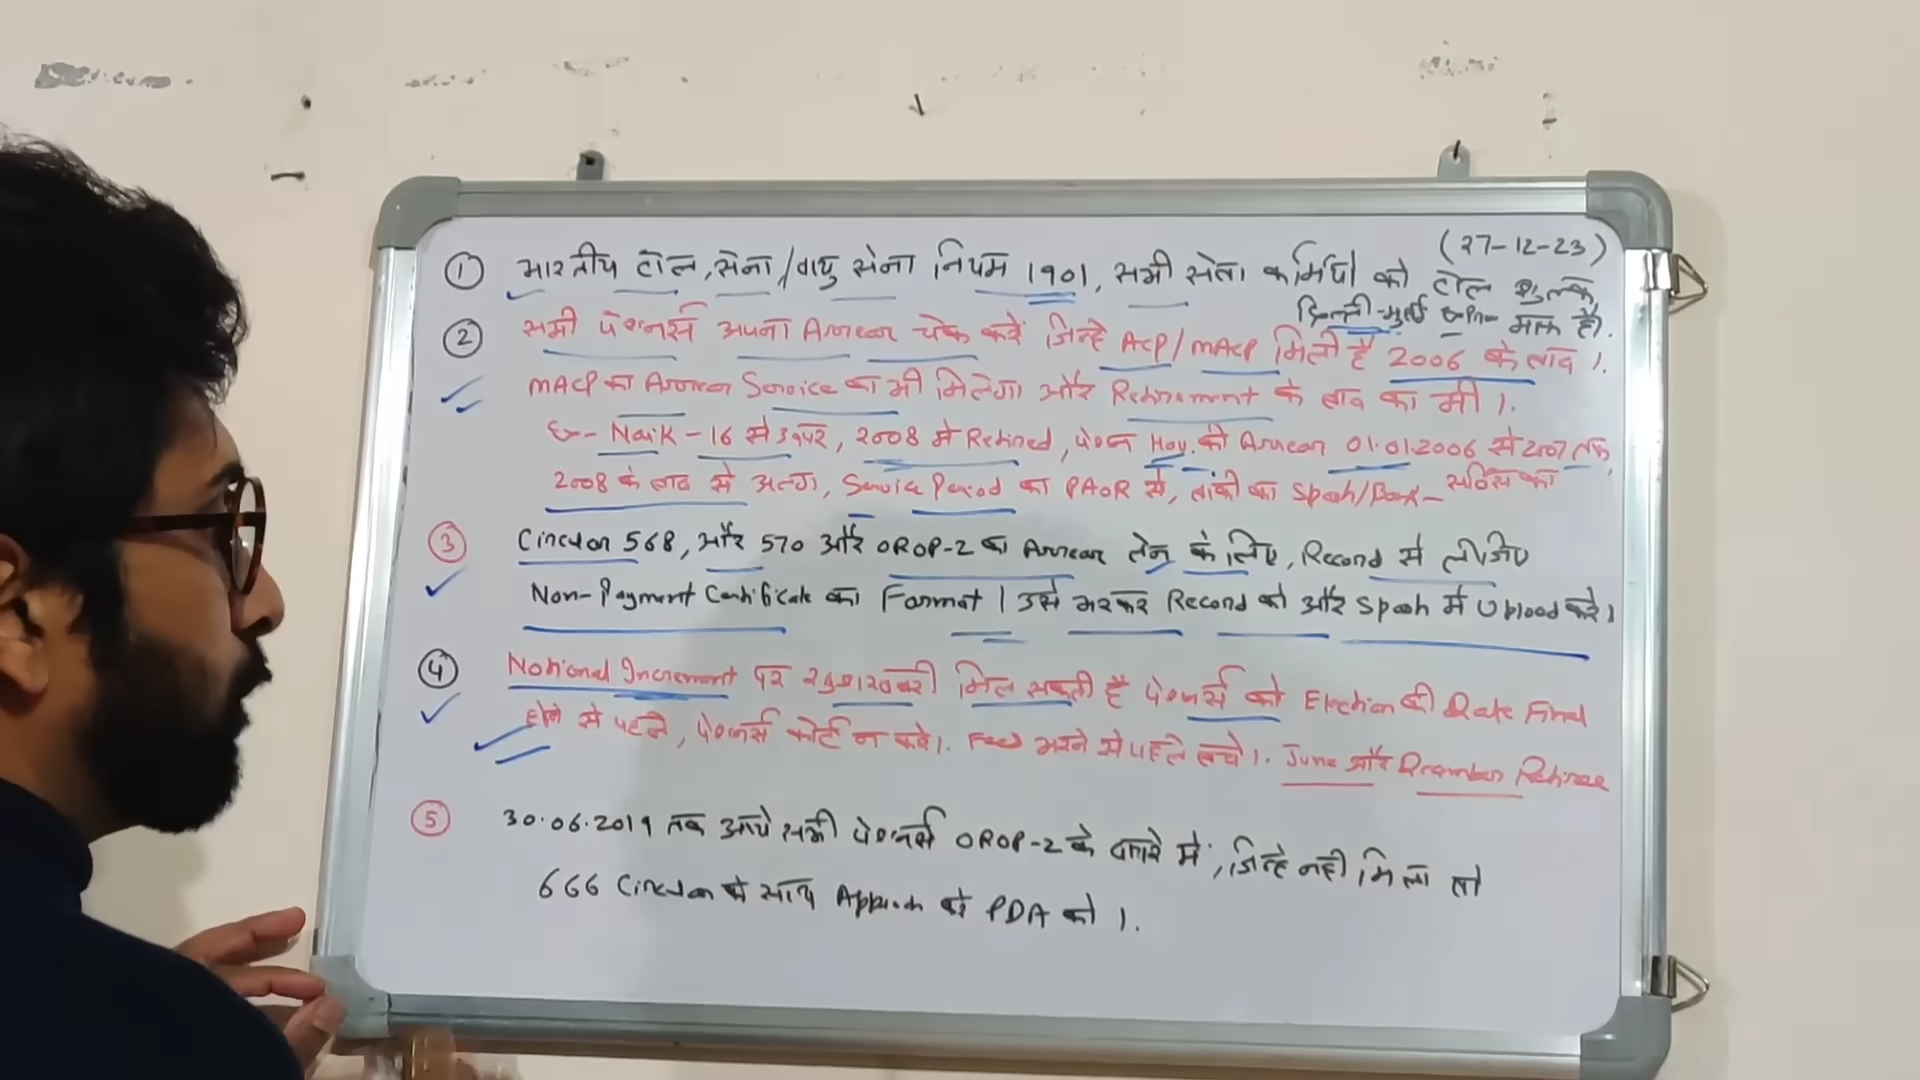 (27-12-23)
① भारतीय टोल, सेना/वायु सेना नियम 1901, सभी सेना कर्मियों को टोल शुल्क
दिल्ली-मुंबई माफ है।
② सभी पेंशनर्स अपना Arrear चेक करें जिन्हे ACP/MACP मिली है 2006 के बाद ।
MACP का Arrear Service का भी मिलेगा और Retirement के बाद का भी ।
Ex- Naik - 16 से ऊपर, 2008 मे Retired, पेंशन Hav. की Arrear 01.01.2006 से 2007 तक,
2008 के बाद से अलग, Service Period का PAOR से, बाकी का Sparsh/Bank- सर्विस का
③ Circular 568, और 570 और OROP-2 का Arrear लेने के लिए, Record से लीजिए
Non-Payment Certificate का Format । उसे भरकर Record को और Sparsh में Upload करे।
④ Notional Increment पर खुशखबरी मिल सकती है पेंशनर्स को Election की Date Final
होने से पहले, पेंशनर्स कोर्ट न करे। भरने से पहले बचे। June और December Retiree
⑤ 30.06.2019 तक आये सभी पेंशनर्स OROP-2 के दायरे में, जिन्हे नही मिला तो
666 Circular के साथ Approch करे PDA को ।